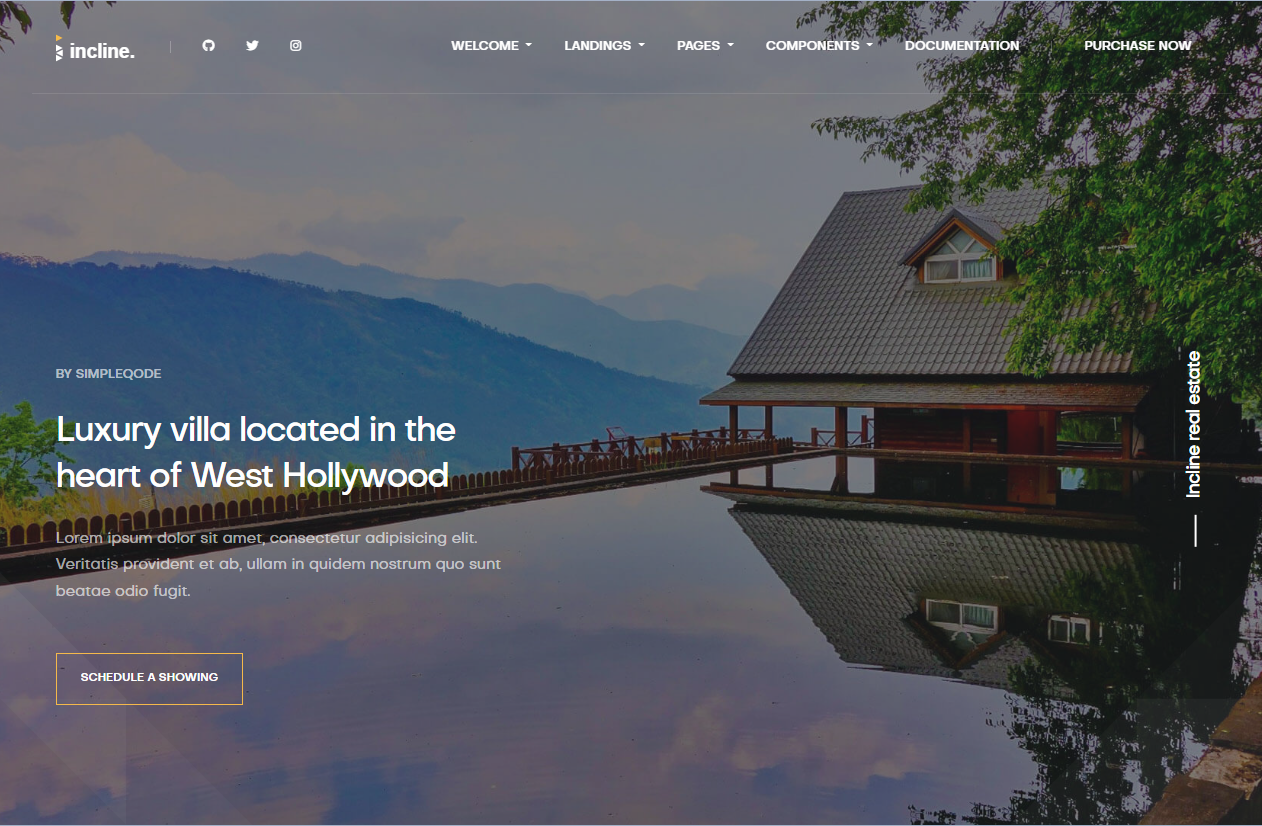 incline.
WELCOME LANDINGS PAGES COMPONENTS DOCUMENTATION PURCHASE NOW
BY SIMPLEQODE
Luxury villa located in the
heart of West Hollywood
Lorem ipsum dolor sit amet, consectetur adipisicing elit.
Veritatis provident et ab, ullam in quidem nostrum quo sunt
beatae odio fugit.
SCHEDULE A SHOWING
Incline real estate